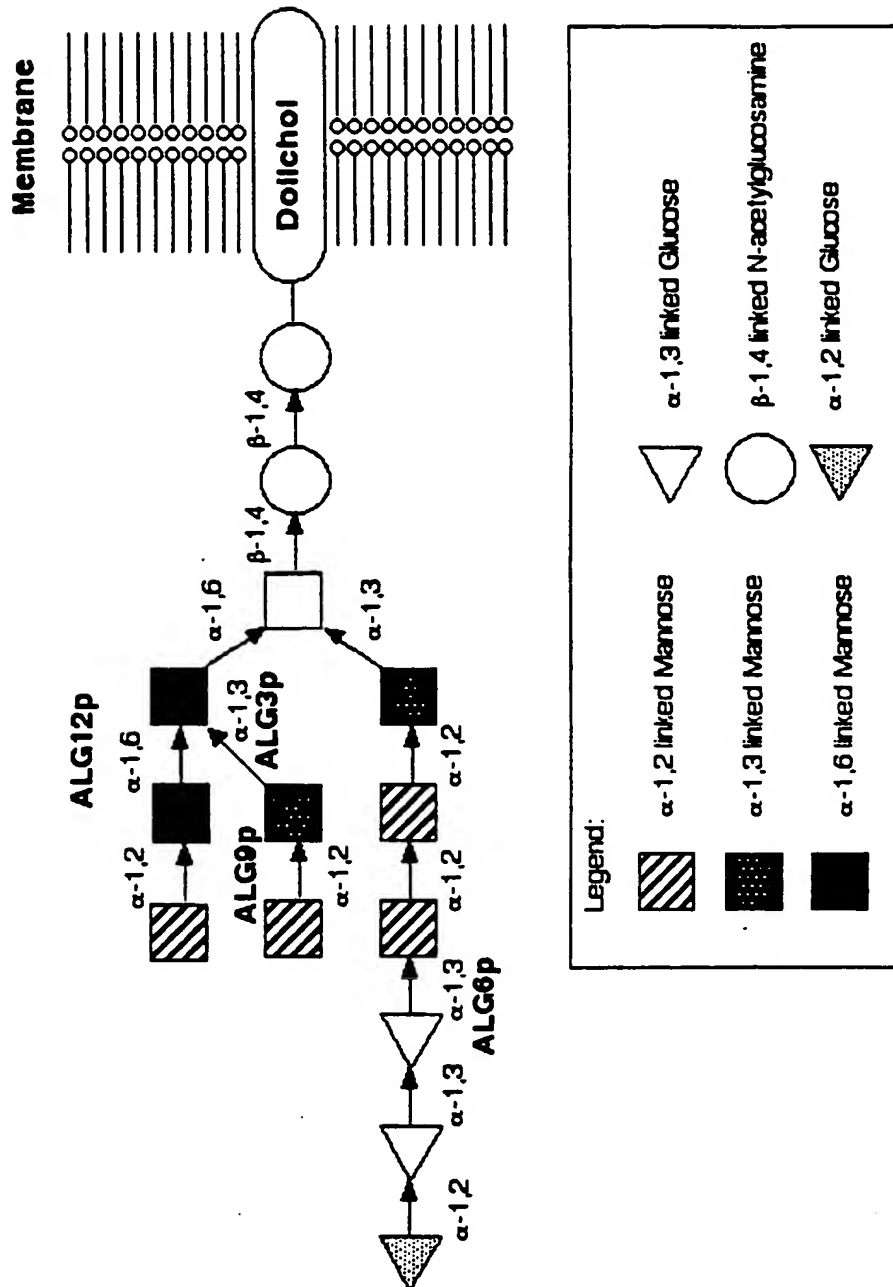 Membrane
Dolichol
β-1,4
β-1,4
α-1,6
α-1,3
ALG12p
α-1,6
α-1,3
ALG3p
α-1,2
α-1,2
ALG9p
α-1,2
α-1,2
α-1,3
ALG6p
α-1,3
α-1,2
Legend:
α-1,2 linked Mannose
α-1,3 linked Mannose
α-1,6 linked Mannose
α-1,3 linked Glucose
β-1,4 linked N-acetylglucosamine
α-1,2 linked Glucose